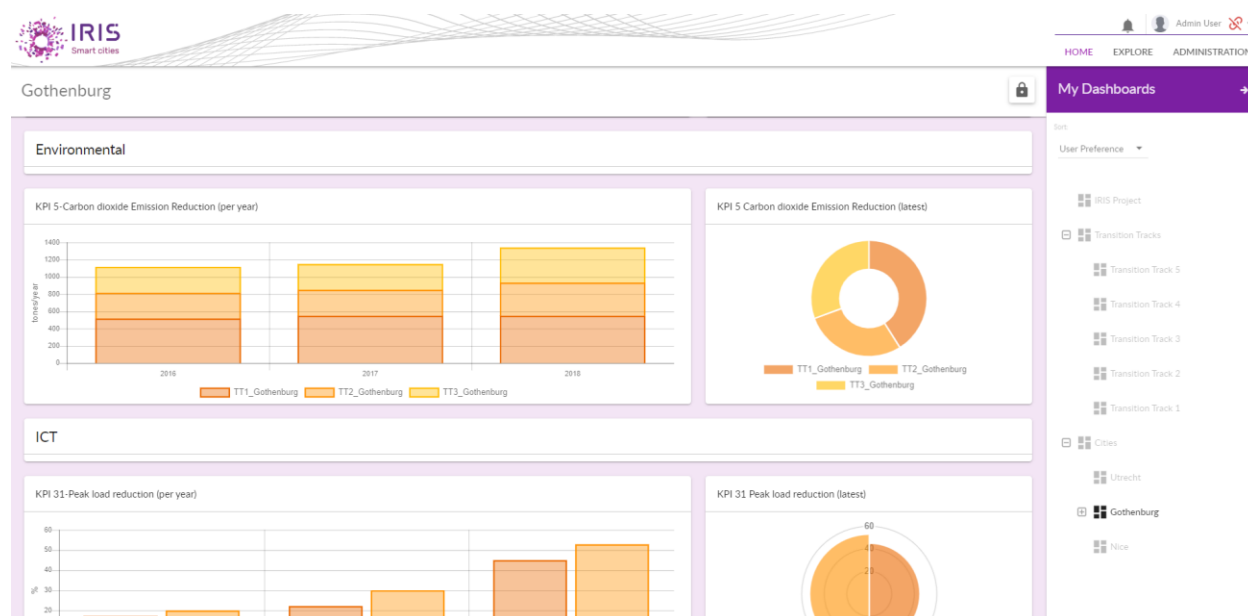 IRIS
Smart cities
Admin User
HOME EXPLORE ADMINISTRATION
Gothenburg
My Dashboards
Sort:
User Preference
Environmental
KPI 5-Carbon dioxide Emission Reduction (per year)
1400
1200
1000
800
600
400
200
0
tones/year
2016 2017 2018
TT1_Gothenburg TT2_Gothenburg TT3_Gothenburg
KPI 5 Carbon dioxide Emission Reduction (latest)
TT1_Gothenburg TT2_Gothenburg
TT3_Gothenburg
ICT
KPI 31-Peak load reduction (per year)
60
50
40
30
20
%
KPI 31 Peak load reduction (latest)
60
40
20
IRIS Project
Transition Tracks
Transition Track 5
Transition Track 4
Transition Track 3
Transition Track 2
Transition Track 1
Cities
Utrecht
Gothenburg
Nice